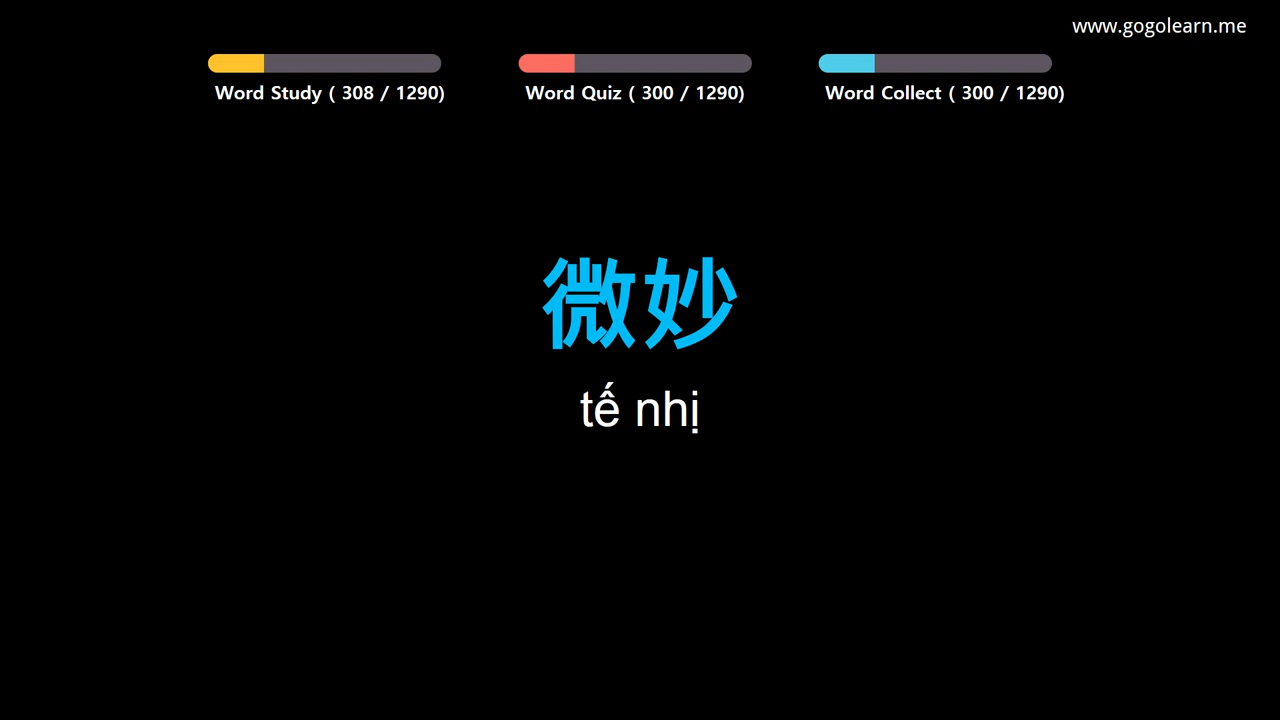 www.gogolearn.me
Word Study ( 308 / 1290)
Word Quiz ( 300 / 1290)
Word Collect ( 300 / 1290)
微妙
tế nhị